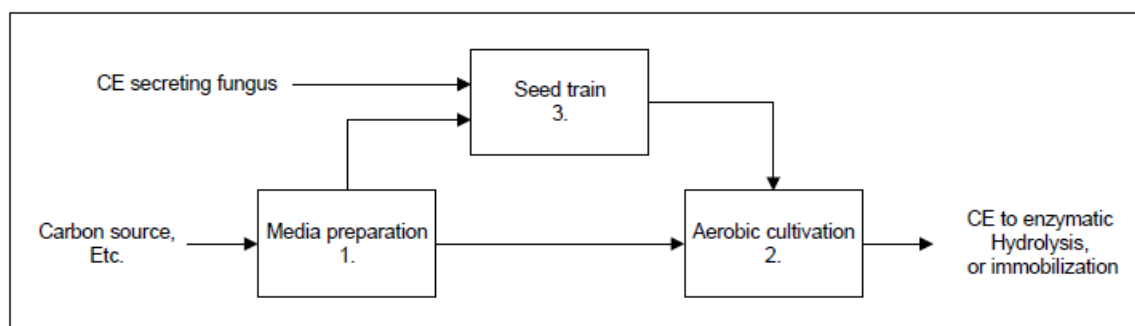 CE secreting fungus
Seed train
3.
Carbon source,
Etc.
Media preparation
1.
Aerobic cultivation
2.
CE to enzymatic
Hydrolysis,
or immobilization